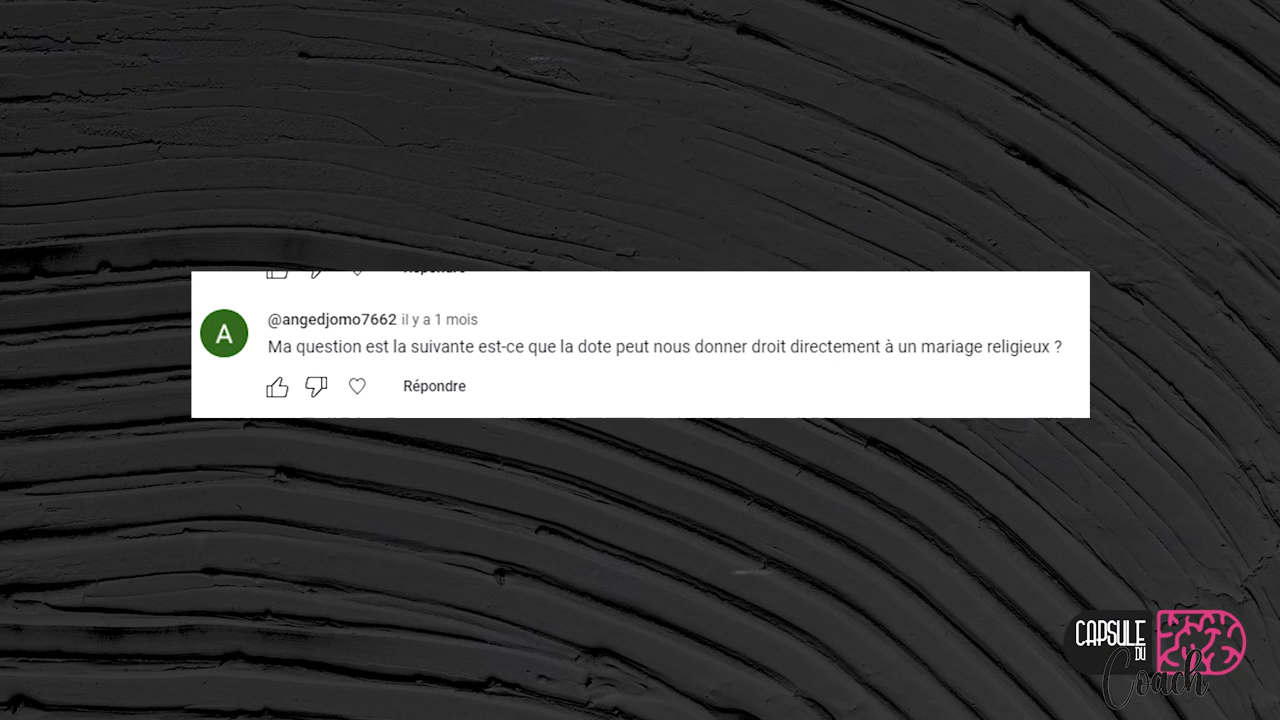 Répondre
@angedjomo7662 il y a 1 mois
Ma question est la suivante est-ce que la dote peut nous donner droit directement à un mariage religieux ?
Répondre
A
CAPSULE
DU
Coach